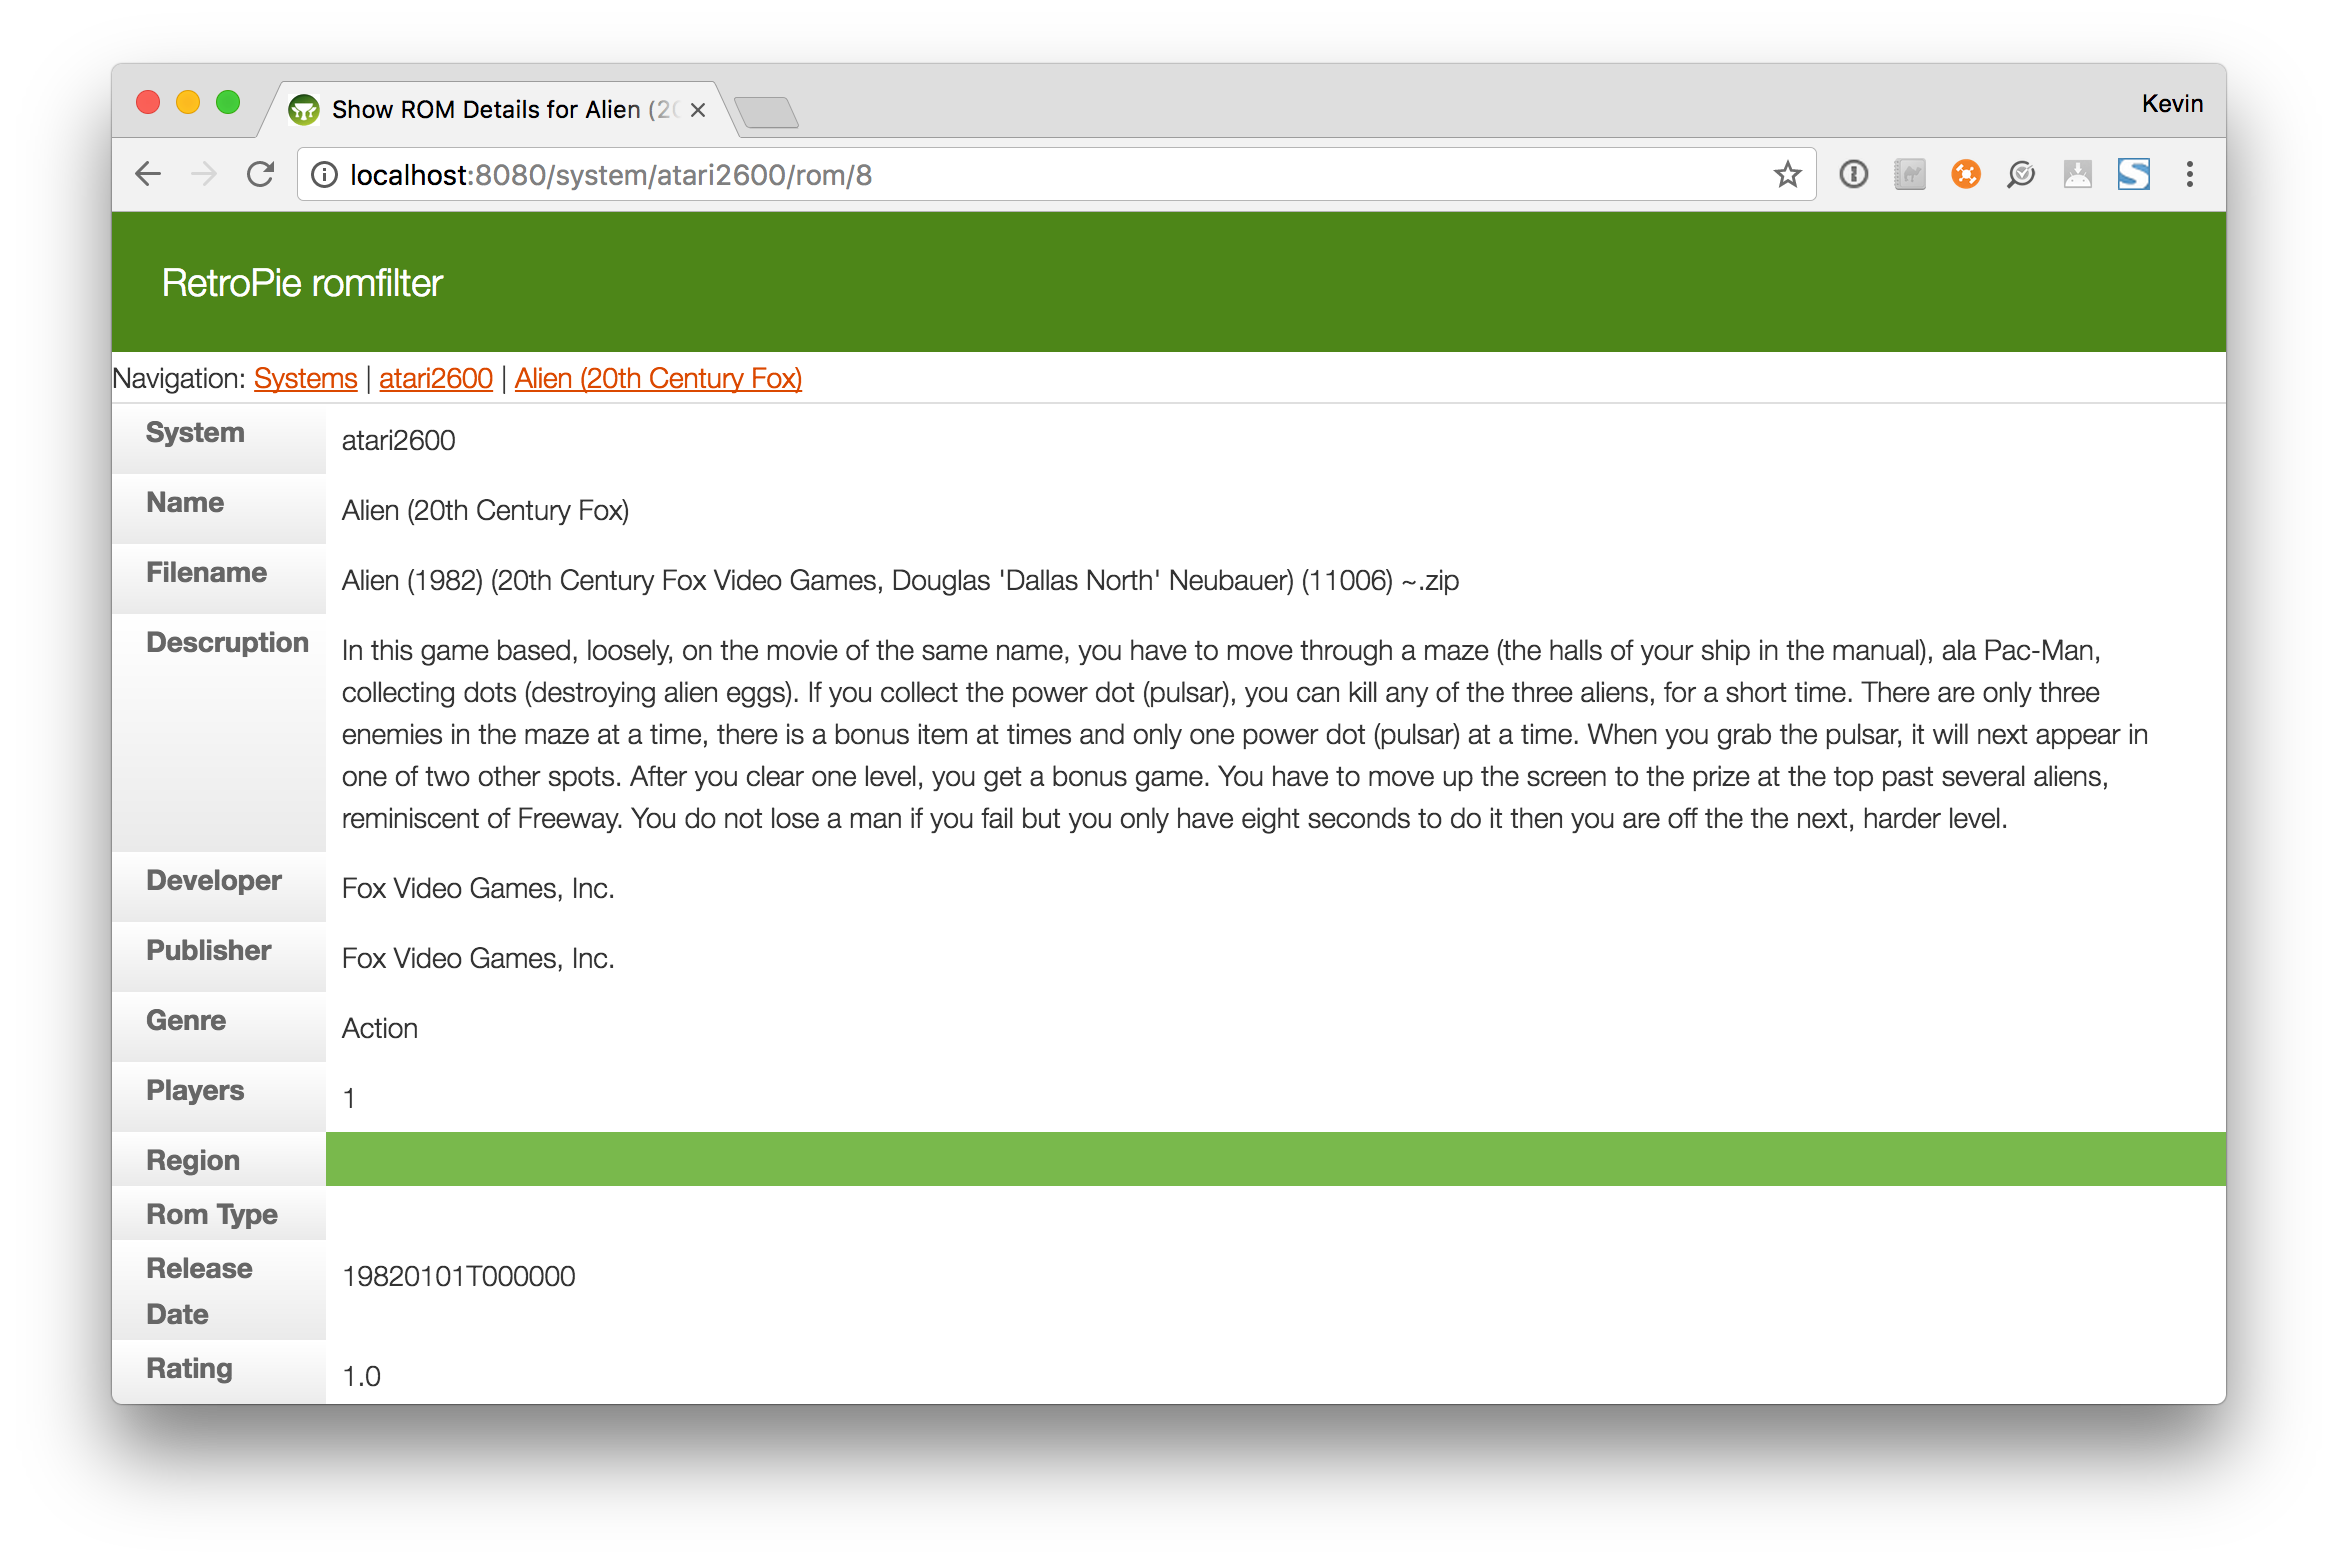 Show ROM Details for Alien (20
Kevin
localhost:8080/system/atari2600/rom/8
RetroPie romfilter
Navigation: Systems | atari2600 | Alien (20th Century Fox)
System
atari2600
Name
Alien (20th Century Fox)
Filename
Alien (1982) (20th Century Fox Video Games, Douglas 'Dallas North' Neubauer) (11006) ~.zip
Descruption
In this game based, loosely, on the movie of the same name, you have to move through a maze (the halls of your ship in the manual), ala Pac-Man,
collecting dots (destroying alien eggs). If you collect the power dot (pulsar), you can kill any of the three aliens, for a short time. There are only three
enemies in the maze at a time, there is a bonus item at times and only one power dot (pulsar) at a time. When you grab the pulsar, it will next appear in
one of two other spots. After you clear one level, you get a bonus game. You have to move up the screen to the prize at the top past several aliens,
reminiscent of Freeway. You do not lose a man if you fail but you only have eight seconds to do it then you are off the the next, harder level.
Developer
Fox Video Games, Inc.
Publisher
Fox Video Games, Inc.
Genre
Action
Players
1
Region
Rom Type
Release
Date
19820101T000000
Rating
1.0